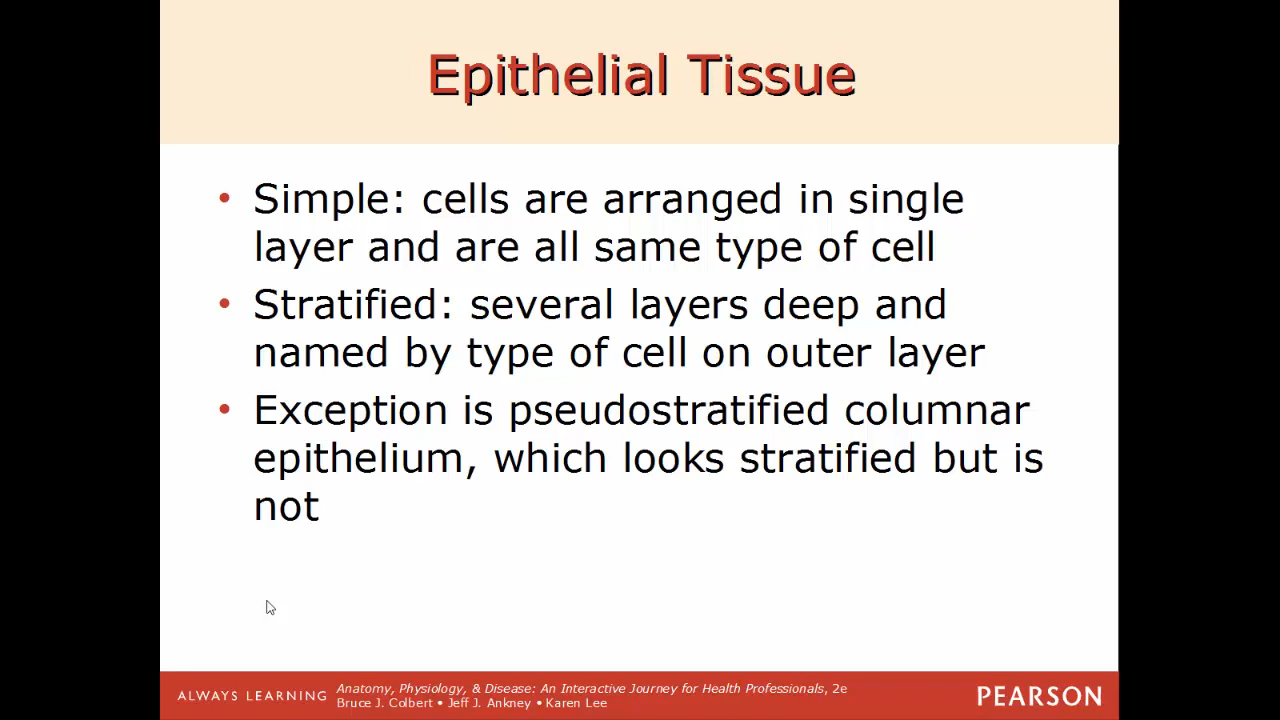 Epithelial Tissue
• Simple: cells are arranged in single
layer and are all same type of cell
• Stratified: several layers deep and
named by type of cell on outer layer
• Exception is pseudostratified columnar
epithelium, which looks stratified but is
not
ALWAYS LEARNING
Anatomy, Physiology, & Disease: An Interactive Journey for Health Professionals, 2e
Bruce J. Colbert • Jeff J. Ankney • Karen Lee
PEARSON